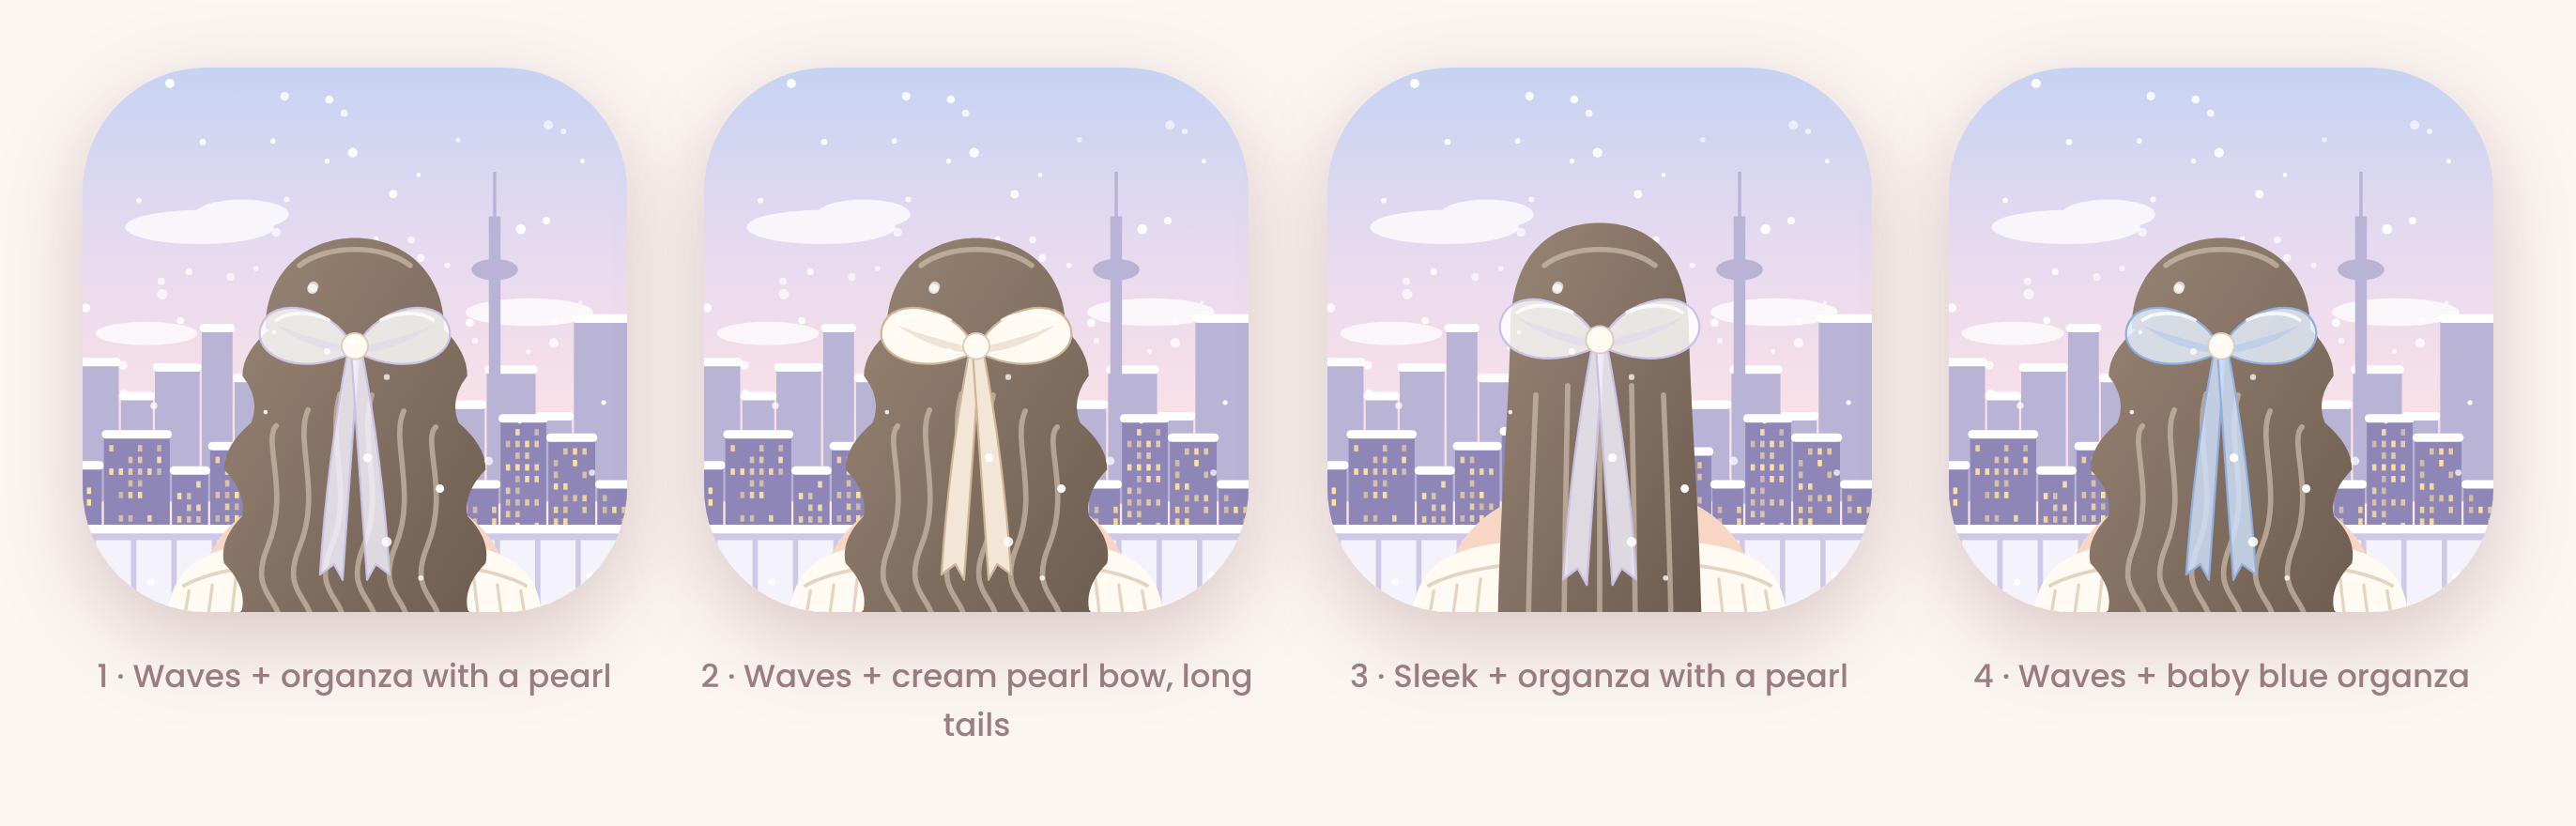 1 · Waves + organza with a pearl
2 · Waves + cream pearl bow, long
tails
3 · Sleek + organza with a pearl
4 · Waves + baby blue organza